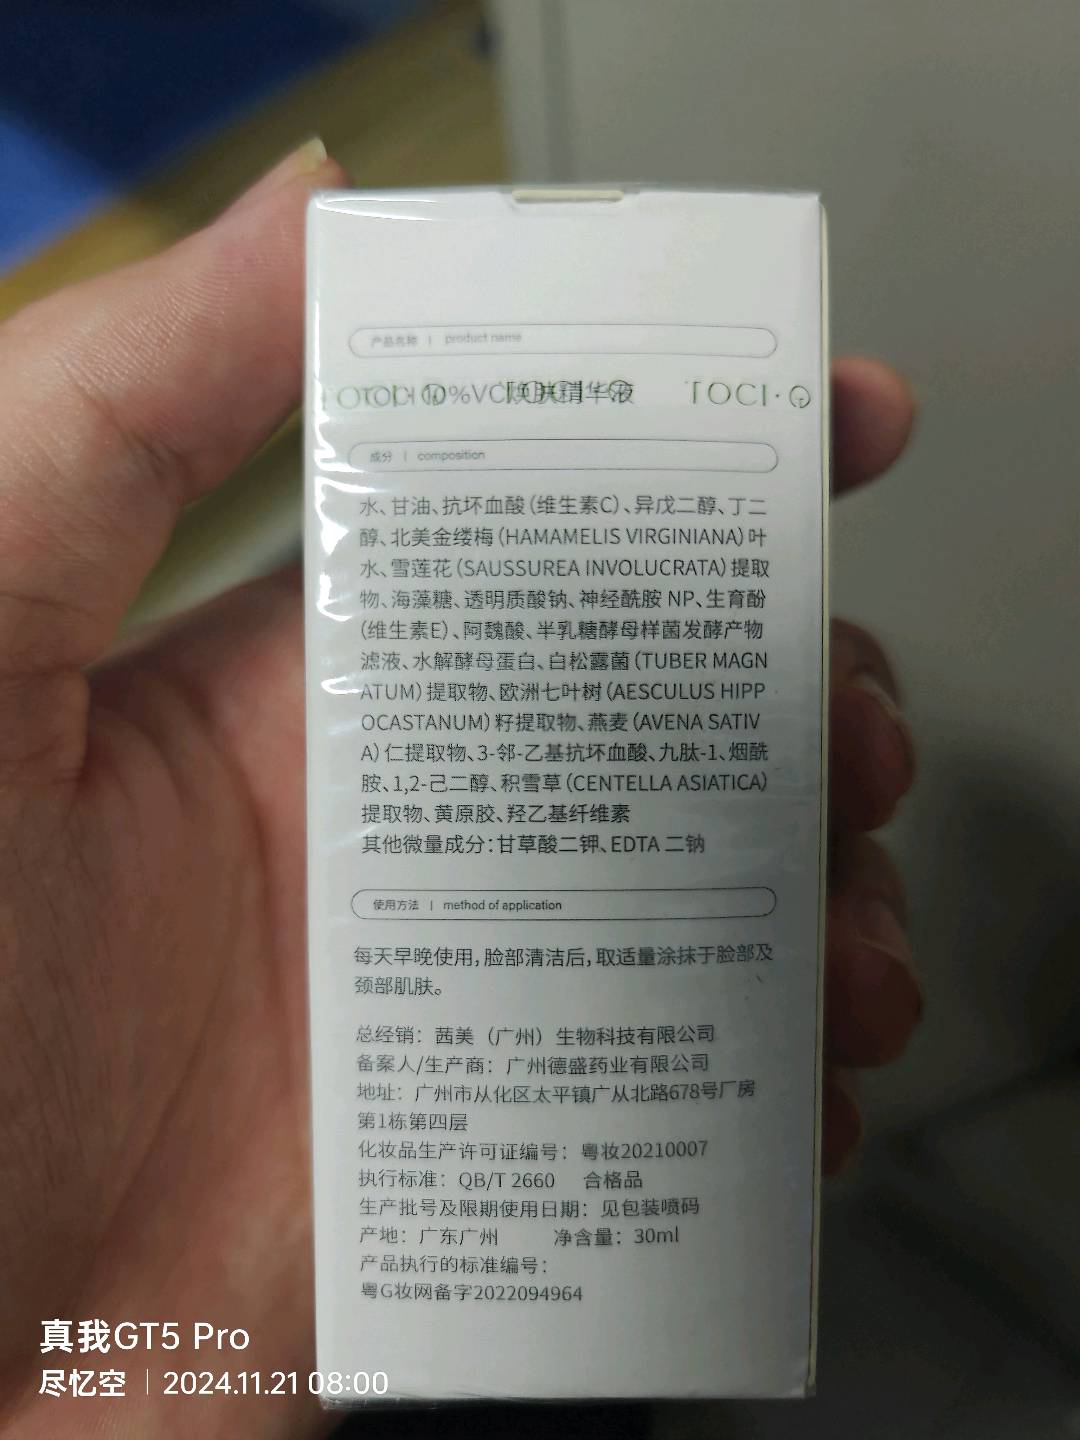 产品名称 | product name
TOCI 10%VC焕肤精华液
TOCI·Q TOCI·Q TOCI·Q
成分 | composition
水、甘油、抗坏血酸(维生素C)、异戊二醇、丁二
醇、北美金缕梅(HAMAMELIS VIRGINIANA)叶
水、雪莲花(SAUSSUREA INVOLUCRATA)提取
物、海藻糖、透明质酸钠、神经酰胺 NP、生育酚
(维生素E)、阿魏酸、半乳糖酵母样菌发酵产物
滤液、水解酵母蛋白、白松露菌(TUBER MAGN
ATUM)提取物、欧洲七叶树(AESCULUS HIPP
OCASTANUM)籽提取物、燕麦(AVENA SATIV
A)仁提取物、3-邻-乙基抗坏血酸、九肽-1、烟酰
胺、1,2-己二醇、积雪草(CENTELLA ASIATICA)
提取物、黄原胶、羟乙基纤维素
其他微量成分:甘草酸二钾、EDTA 二钠
使用方法 | method of application
每天早晚使用,脸部清洁后,取适量涂抹于脸部及
颈部肌肤。
总经销：茜美（广州）生物科技有限公司
备案人/生产商：广州德盛药业有限公司
地址：广州市从化区太平镇广从北路678号厂房
第1栋第四层
化妆品生产许可证编号：粤妆20210007
执行标准：QB/T 2660 合格品
生产批号及限期使用日期：见包装喷码
产地：广东广州 净含量：30ml
产品执行的标准编号：
粤G妆网备字2022094964
真我GT5 Pro
尽忆空 | 2024.11.21 08:00